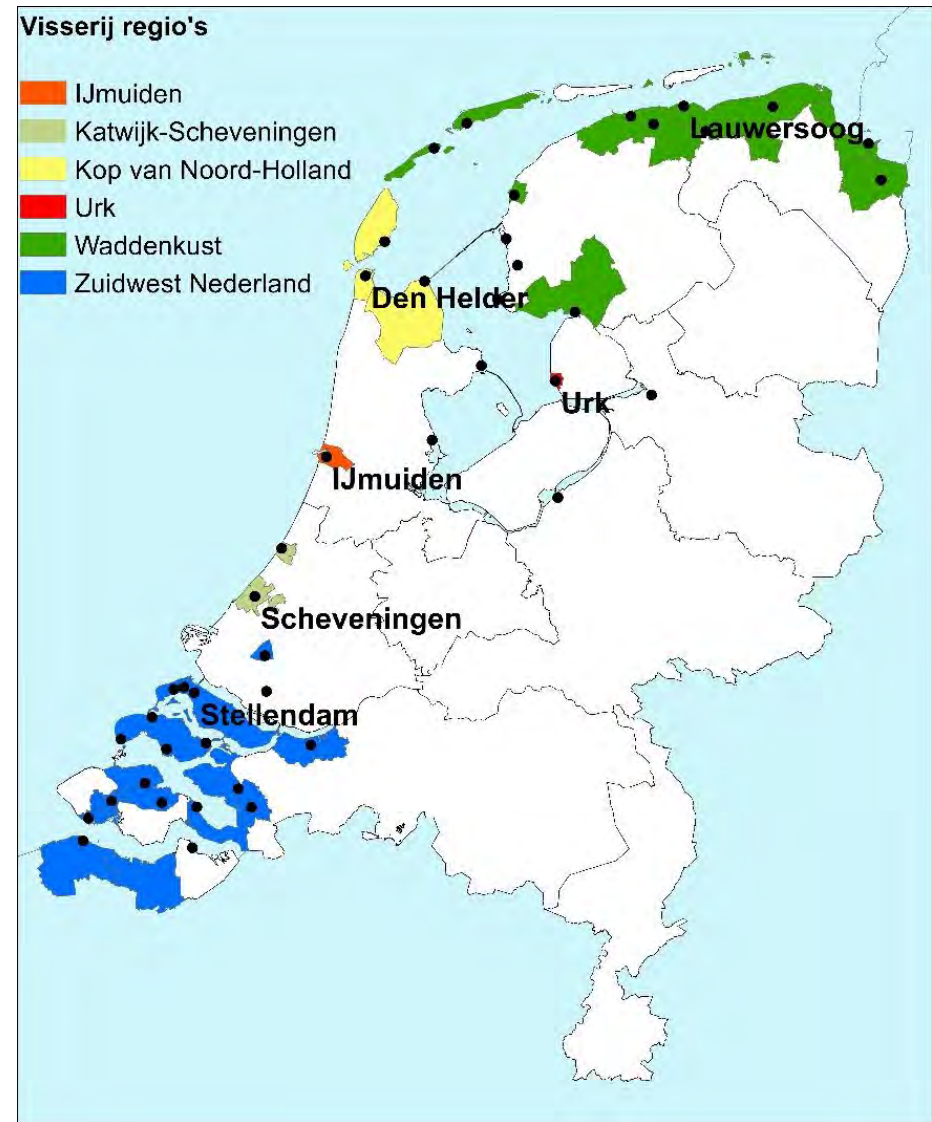 Visserij regio's
IJmuiden
Katwijk-Scheveningen
Kop van Noord-Holland
Urk
Waddenkust
Zuidwest Nederland
Lauwersoog
Den Helder
Urk
IJmuiden
Scheveningen
Stellendam